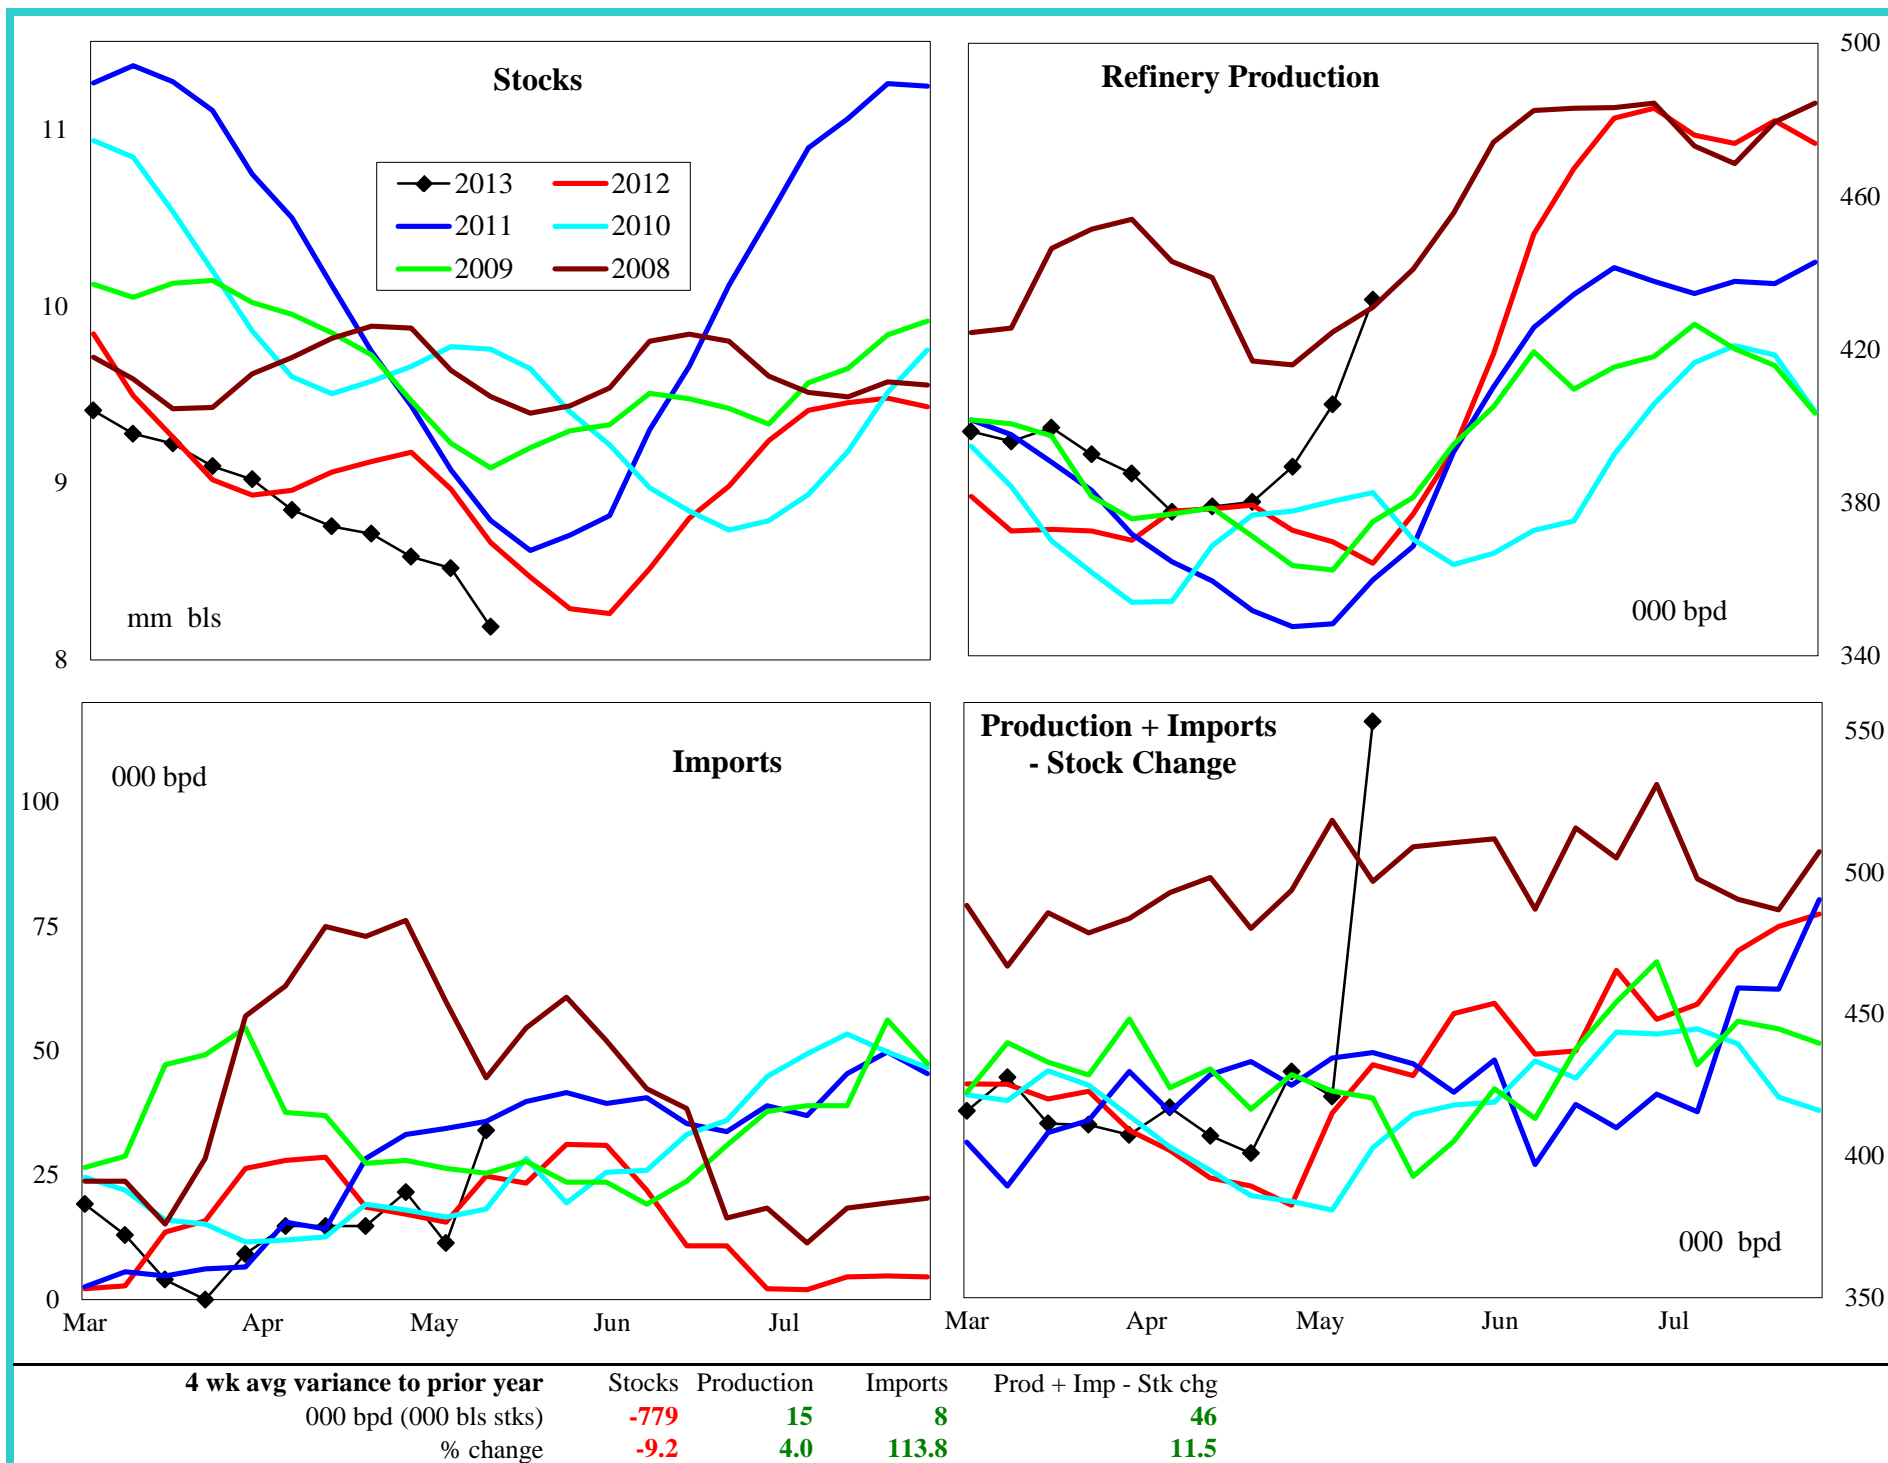 Stocks
11
10
9
8
2013 2012
2011 2010
2009 2008
mm bls
Refinery Production
500
460
420
380
340
000 bpd
Imports
000 bpd
100
75
50
25
0
Mar Apr May Jun Jul
Production + Imports
- Stock Change
550
500
450
400
350
000 bpd
Mar Apr May Jun Jul
4 wk avg variance to prior year Stocks Production Imports Prod + Imp - Stk chg
000 bpd (000 bls stks) -779 15 8 46
% change -9.2 4.0 113.8 11.5